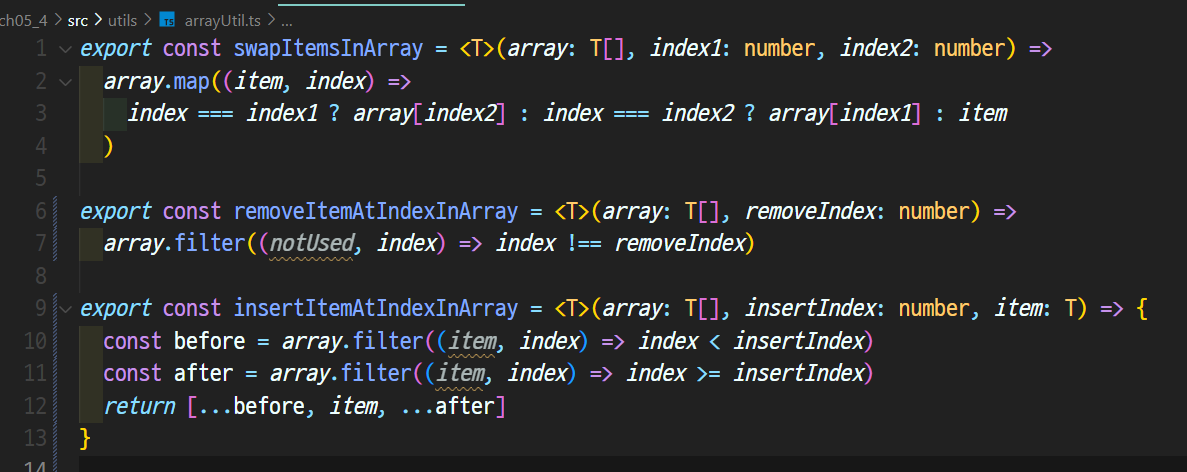 ch05_4 > src > utils > TS arrayUtil.ts > ...
1 export const swapItemsInArray = <T>(array: T[], index1: number, index2: number) =>
2 array.map((item, index) =>
3 index === index1 ? array[index2] : index === index2 ? array[index1] : item
4 )
5
6 export const removeItemAtIndexInArray = <T>(array: T[], removeIndex: number) =>
7 array.filter((notUsed, index) => index !== removeIndex)
8
9 export const insertItemAtIndexInArray = <T>(array: T[], insertIndex: number, item: T) => {
10 const before = array.filter((item, index) => index < insertIndex)
11 const after = array.filter((item, index) => index >= insertIndex)
12 return [...before, item, ...after]
13 }
14